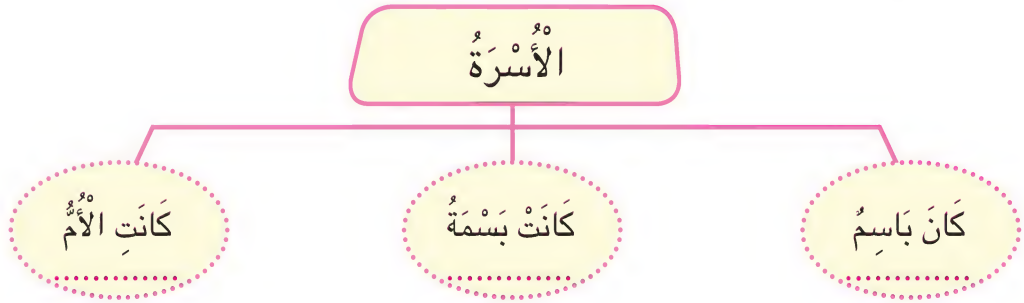 الْأُسْرَةُ
كَانَ بَاسِمُ
كَانَتْ بَسْمَةُ
كَانَتِ الْأُمُّ